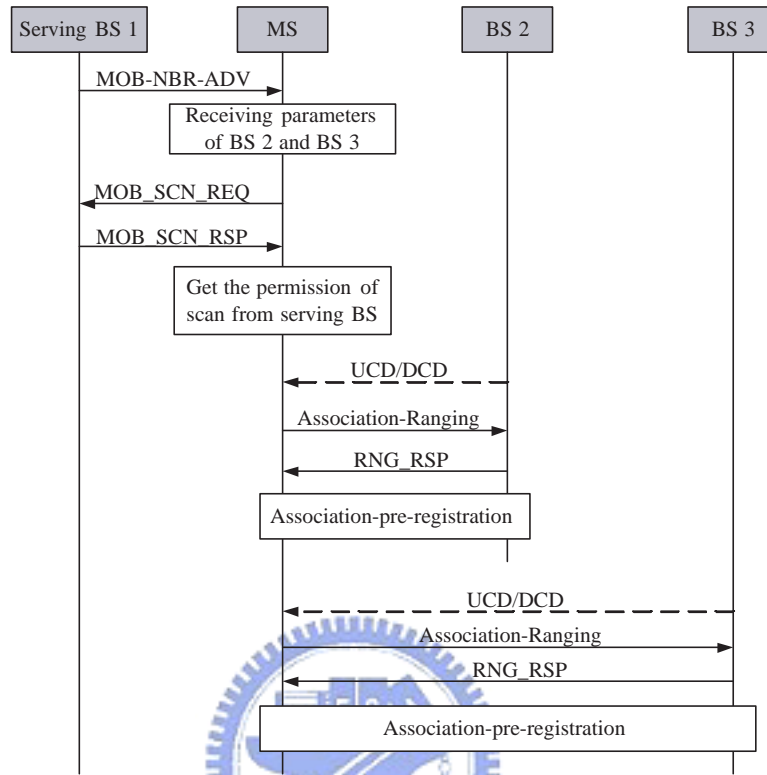 Serving BS 1
MS
BS 2
BS 3
MOB-NBR-ADV
Receiving parameters
of BS 2 and BS 3
MOB_SCN_REQ
MOB_SCN_RSP
Get the permission of
scan from serving BS
UCD/DCD
Association-Ranging
RNG_RSP
Association-pre-registration
UCD/DCD
Association-Ranging
RNG_RSP
Association-pre-registration